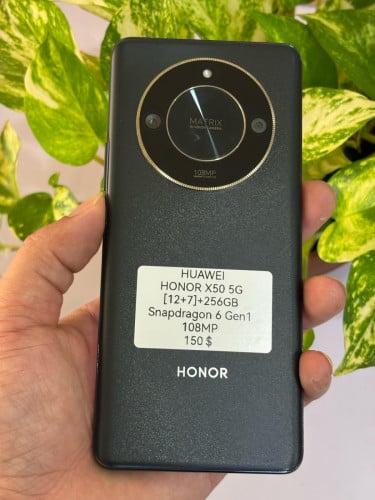 MATRIX
108MP
HUAWEI
HONOR X50 5G
[12+7]+256GB
Snapdragon 6 Gen1
108MP
150 $
HONOR